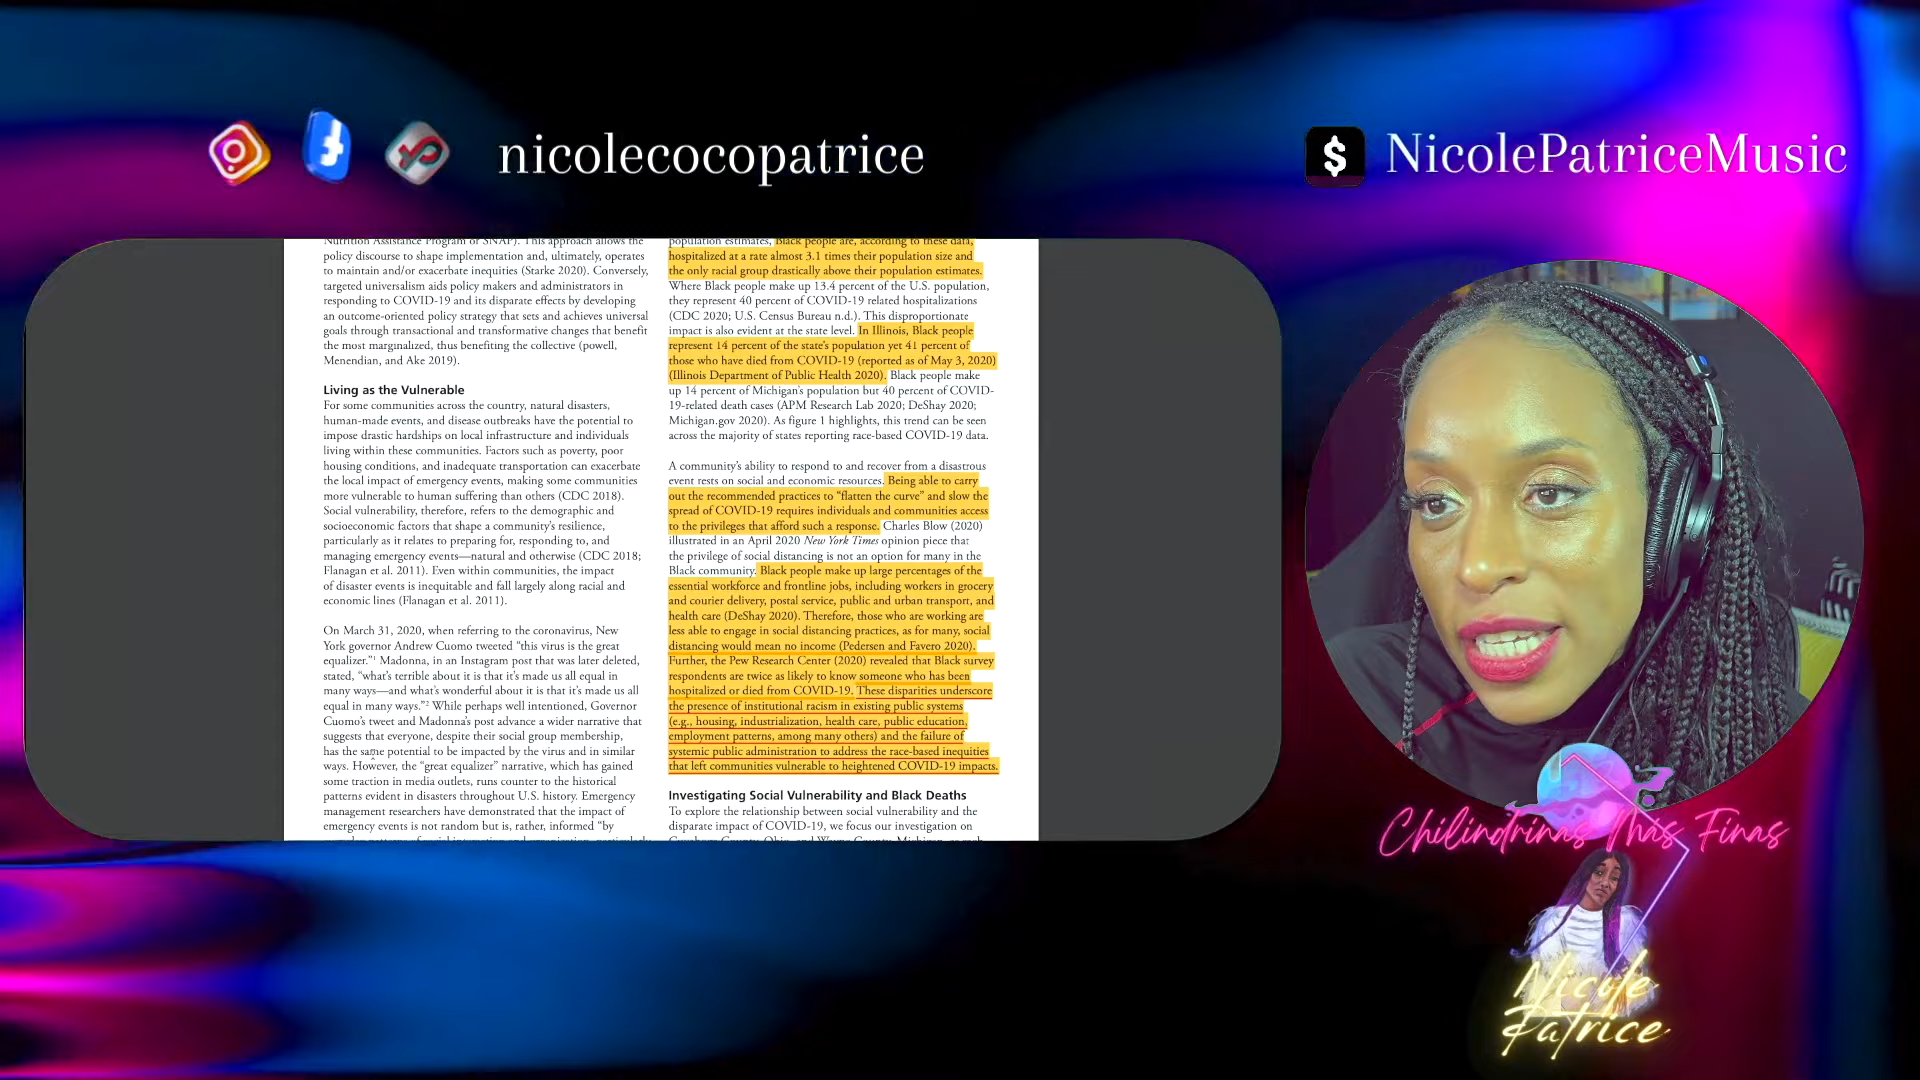 nicolecocopatrice
NicolePatriceMusic
Nutrition Assistance Program or SNAP). This approach allows the
policy discourse to shape implementation and, ultimately, operates
to maintain and/or exacerbate inequities (Starke 2020). Conversely,
targeted universalism aids policy makers and administrators in
responding to COVID-19 and its disparate effects by developing
an outcome-oriented policy strategy that sets and achieves universal
goals through transactional and transformative changes that benefit
the most marginalized, thus benefiting the collective (powell,
Menendian, and Ake 2019).
Living as the Vulnerable
For some communities across the country, natural disasters,
human-made events, and disease outbreaks have the potential to
impose drastic hardships on local infrastructure and individuals
living within these communities. Factors such as poverty, poor
housing conditions, and inadequate transportation can exacerbate
the local impact of emergency events, making some communities
more vulnerable to human suffering than others (CDC 2018).
Social vulnerability, therefore, refers to the demographic and
socioeconomic factors that shape a community's resilience,
particularly as it relates to preparing for, responding to, and
managing emergency events—natural and otherwise (CDC 2018;
Flanagan et al. 2011). Even within communities, the impact
of disaster events is inequitable and fall largely along racial and
economic lines (Flanagan et al. 2011).
On March 31, 2020, when referring to the coronavirus, New
York governor Andrew Cuomo tweeted “this virus is the great
equalizer.”1 Madonna, in an Instagram post that was later deleted,
stated, “what's terrible about it is that it's made us all equal in
many ways—and what's wonderful about it is that it's made us all
equal in many ways.”2 While perhaps well intentioned, Governor
Cuomo's tweet and Madonna's post advance a wider narrative that
suggests that everyone, despite their social group membership,
has the same potential to be impacted by the virus and in similar
ways. However, the “great equalizer” narrative, which has gained
some traction in media outlets, runs counter to the historical
patterns evident in disasters throughout U.S. history. Emergency
management researchers have demonstrated that the impact of
emergency events is not random but is, rather, informed “by
population estimates, Black people are, according to these data,
hospitalized at a rate almost 3.1 times their population size and
the only racial group drastically above their population estimates.
Where Black people make up 13.4 percent of the U.S. population,
they represent 40 percent of COVID-19 related hospitalizations
(CDC 2020; U.S. Census Bureau n.d.). This disproportionate
impact is also evident at the state level. In Illinois, Black people
represent 14 percent of the state's population yet 41 percent of
those who have died from COVID-19 (reported as of May 3, 2020)
(Illinois Department of Public Health 2020). Black people make
up 14 percent of Michigan's population but 40 percent of COVID-
19-related death cases (APM Research Lab 2020; DeShay 2020;
Michigan.gov 2020). As figure 1 highlights, this trend can be seen
across the majority of states reporting race-based COVID-19 data.
A community's ability to respond to and recover from a disastrous
event rests on social and economic resources. Being able to carry
out the recommended practices to “flatten the curve” and slow the
spread of COVID-19 requires individuals and communities access
to the privileges that afford such a response. Charles Blow (2020)
illustrated in an April 2020 New York Times opinion piece that
the privilege of social distancing is not an option for many in the
Black community. Black people make up large percentages of the
essential workforce and frontline jobs, including workers in grocery
and courier delivery, postal service, public and urban transport, and
health care (DeShay 2020). Therefore, those who are working are
less able to engage in social distancing practices, as for many, social
distancing would mean no income (Pedersen and Favero 2020).
Further, the Pew Research Center (2020) revealed that Black survey
respondents are twice as likely to know someone who has been
hospitalized or died from COVID-19. These disparities underscore
the presence of institutional racism in existing public systems
(e.g., housing, industrialization, health care, public education,
employment patterns, among many others) and the failure of
systemic public administration to address the race-based inequities
that left communities vulnerable to heightened COVID-19 impacts.
Investigating Social Vulnerability and Black Deaths
To explore the relationship between social vulnerability and the
disparate impact of COVID-19, we focus our investigation on
Chilindrinas Más Finas
Nicole
Patrice